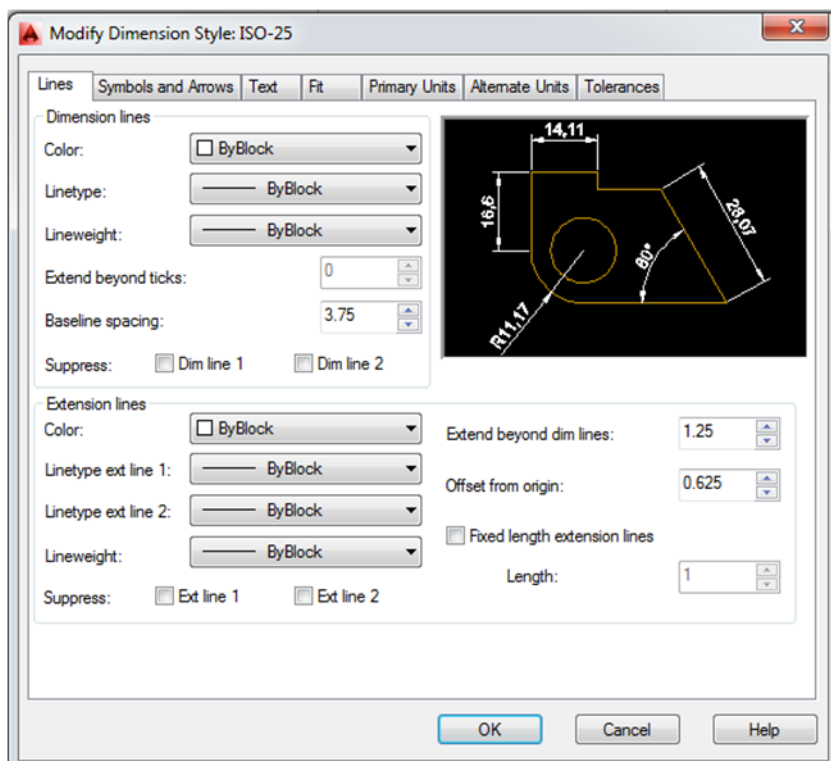 Modify Dimension Style: ISO-25
Lines
Symbols and Arrows
Text
Fit
Primary Units
Alternate Units
Tolerances
Dimension lines
Color:
ByBlock
Linetype:
ByBlock
Lineweight:
ByBlock
Extend beyond ticks:
0
Baseline spacing:
3.75
Suppress:
Dim line 1
Dim line 2
14,11
16,6
28,07
60°
R11,17
Extension lines
Color:
ByBlock
Linetype ext line 1:
ByBlock
Linetype ext line 2:
ByBlock
Lineweight:
ByBlock
Suppress:
Ext line 1
Ext line 2
Extend beyond dim lines:
1.25
Offset from origin:
0.625
Fixed length extension lines
Length:
1
OK
Cancel
Help